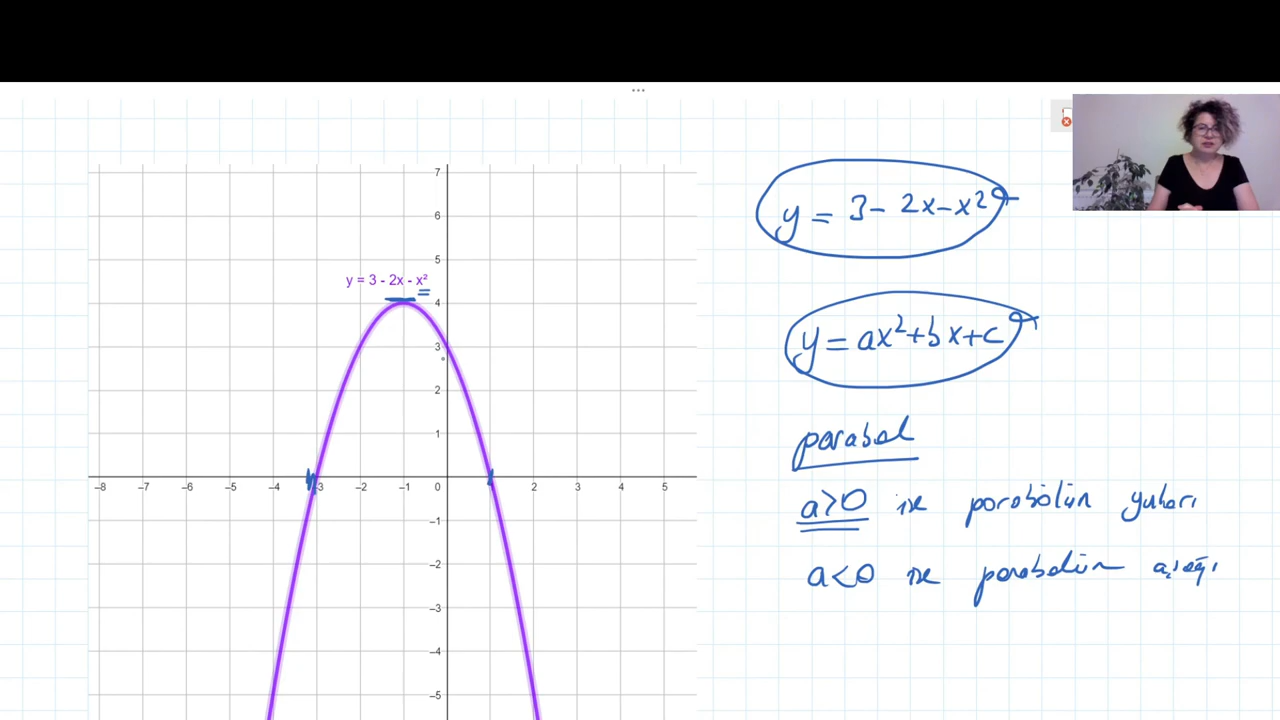 7
6
5
y = 3 - 2x - x²
4
3
2
1
-8 -7 -6 -5 -4 -3 -2 -1 0 2 3 4 5
-1
-2
-3
-4
-5
y = 3 - 2x - x²
y = ax² + bx + c
parabol
a>0 ise parabolün yukarı
a<0 ise parabolün aşağı